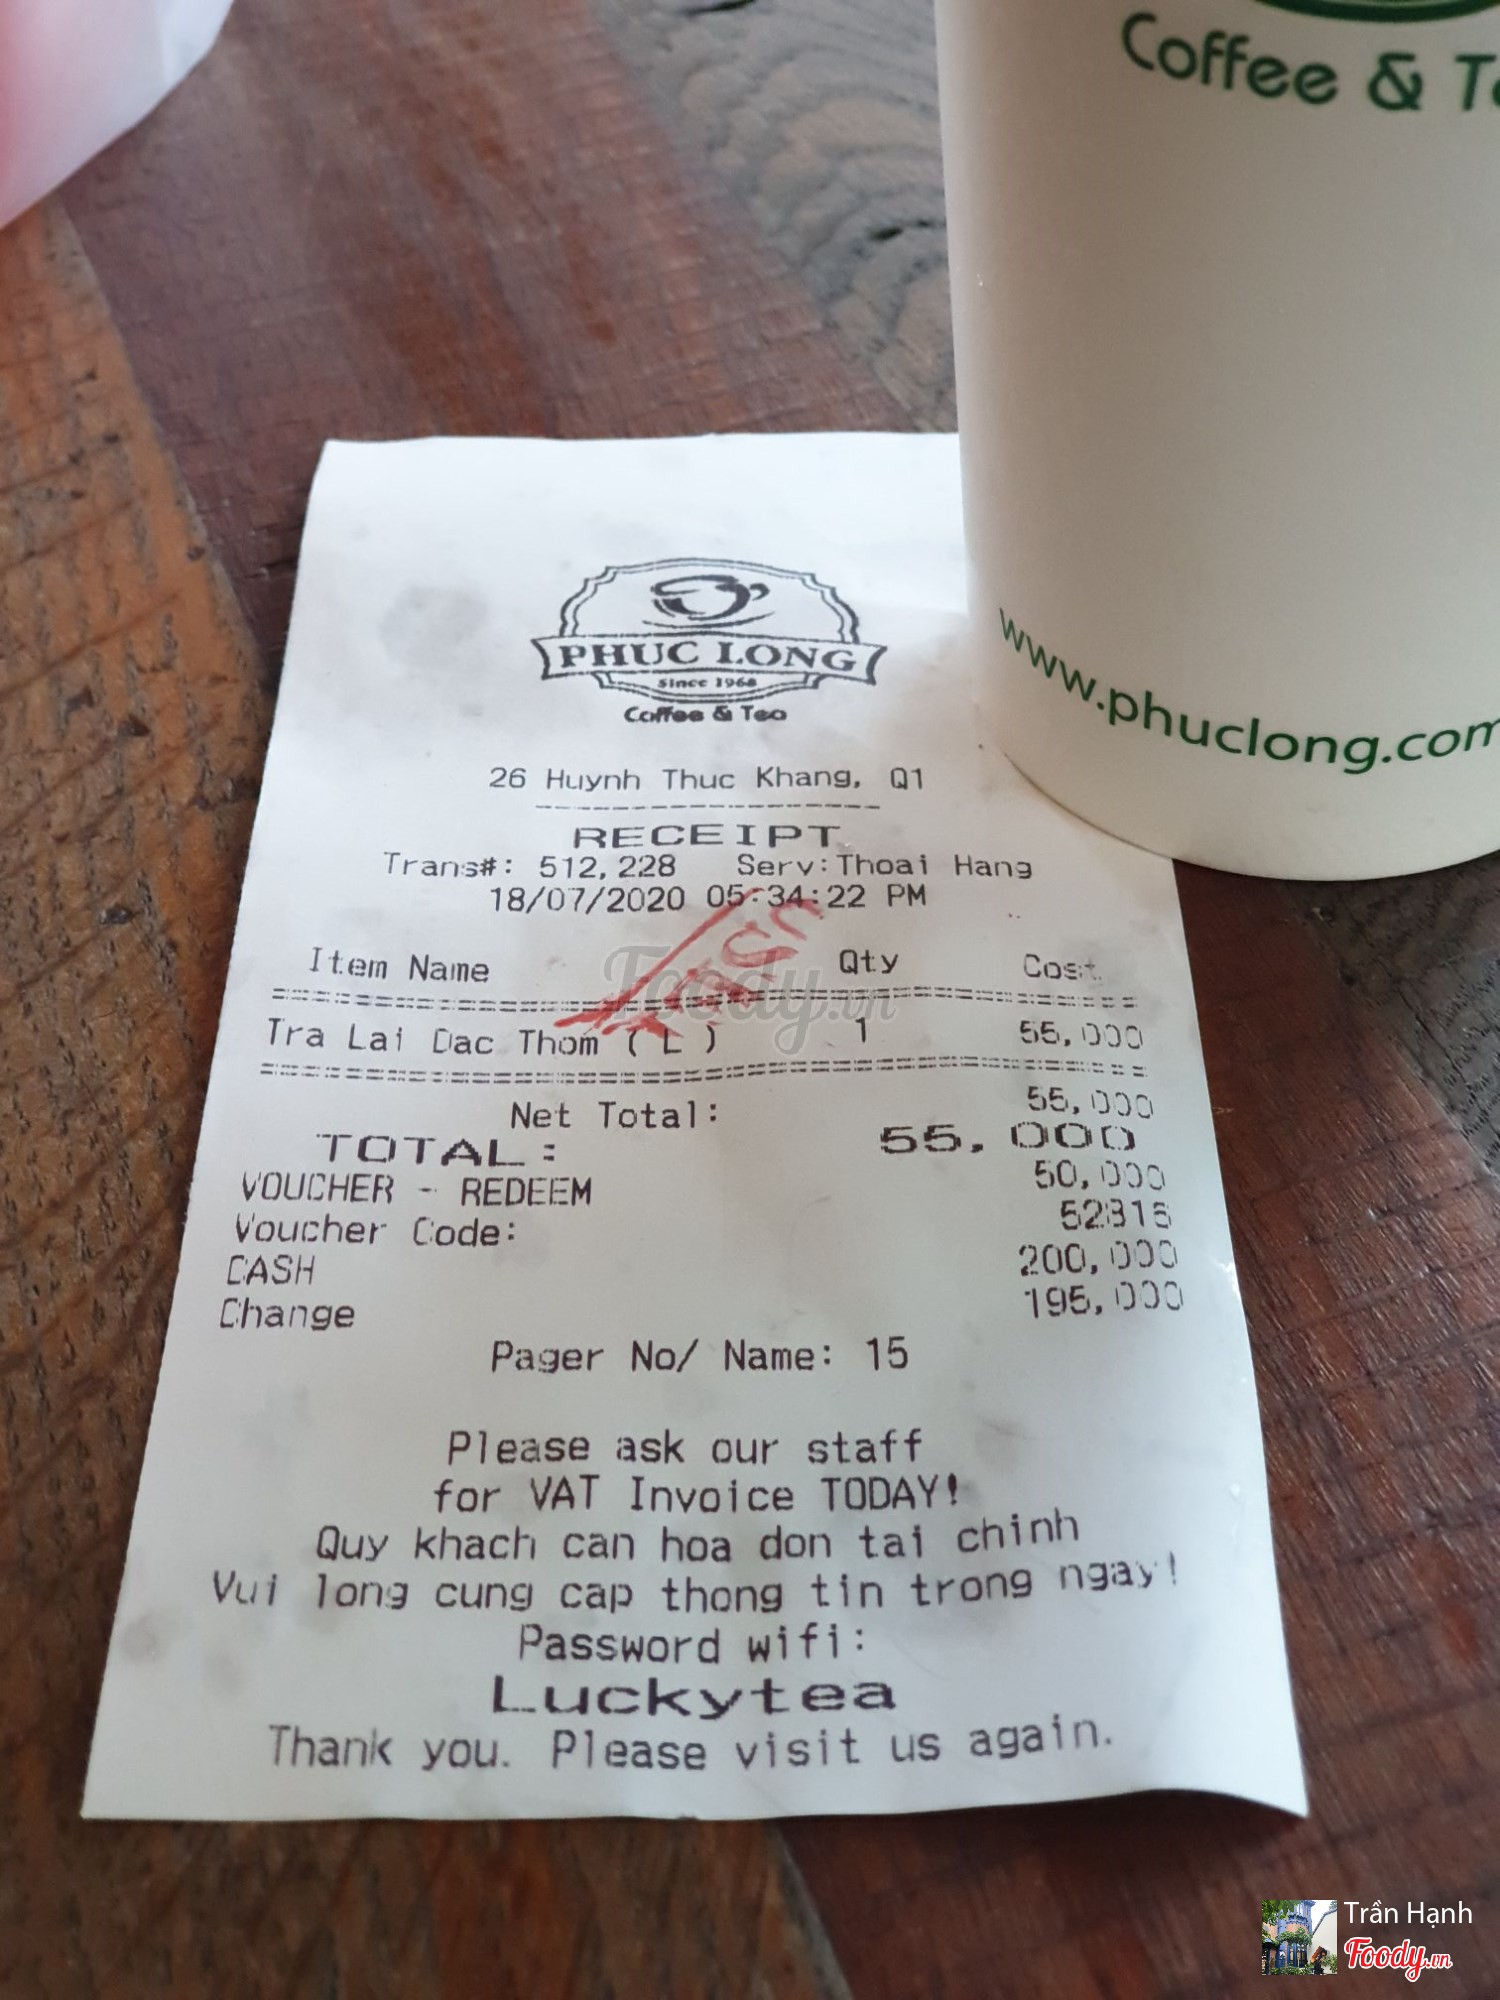 Coffee & Te
www.phuclong.com
PHUC LONG
Since 1968
Coffee & Tea
26 Huynh Thuc Khang, Q1
RECEIPT
Trans#: 512,228 Serv:Thoai Hang
18/07/2020 05:34:22 PM
Item Name Qty Cost
Tra Lai Dac Thom ( L ) 1 55,000
Net Total: 55,000
TOTAL: 55,000
VOUCHER - REDEEM 50,000
Voucher Code: 52816
CASH 200,000
Change 195,000
Pager No/ Name: 15
Please ask our staff
for VAT Invoice TODAY!
Quy khach can hoa don tai chinh
Vui long cung cap thong tin trong ngay!
Password wifi:
Luckytea
Thank you. Please visit us again.
Foody.vn
Trần Hạnh
Foody.vn